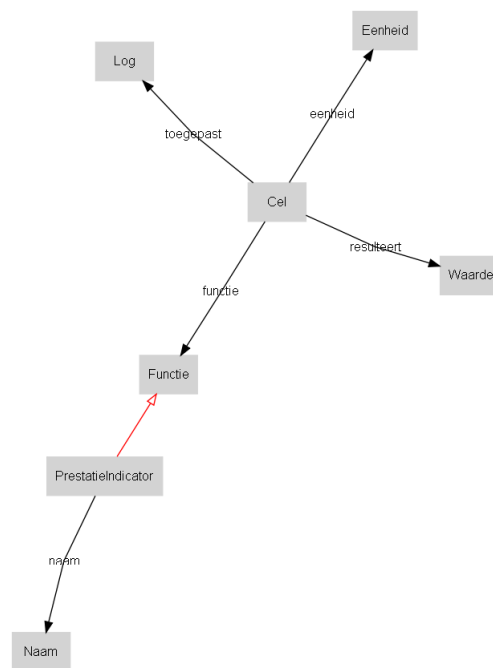 Eenheid
Log
eenheid
toegepast
Cel
resulteert
Waarde
functie
Functie
PrestatieIndicator
naam
Naam